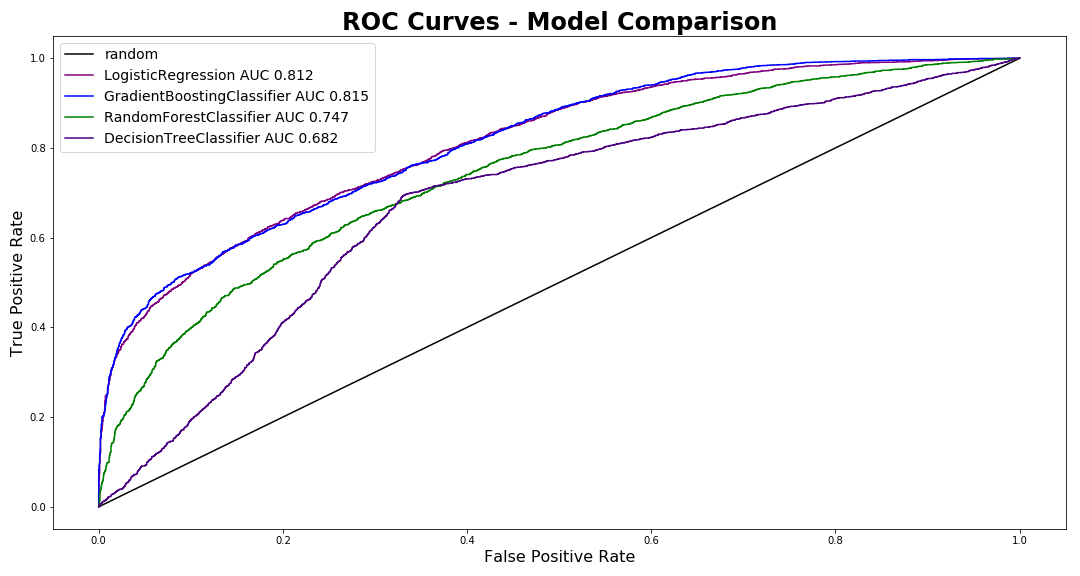 ROC Curves - Model Comparison
random
LogisticRegression AUC 0.812
GradientBoostingClassifier AUC 0.815
RandomForestClassifier AUC 0.747
DecisionTreeClassifier AUC 0.682
True Positive Rate
1.0
0.8
0.6
0.4
0.2
0.0
0.0 0.2 0.4 0.6 0.8 1.0
False Positive Rate